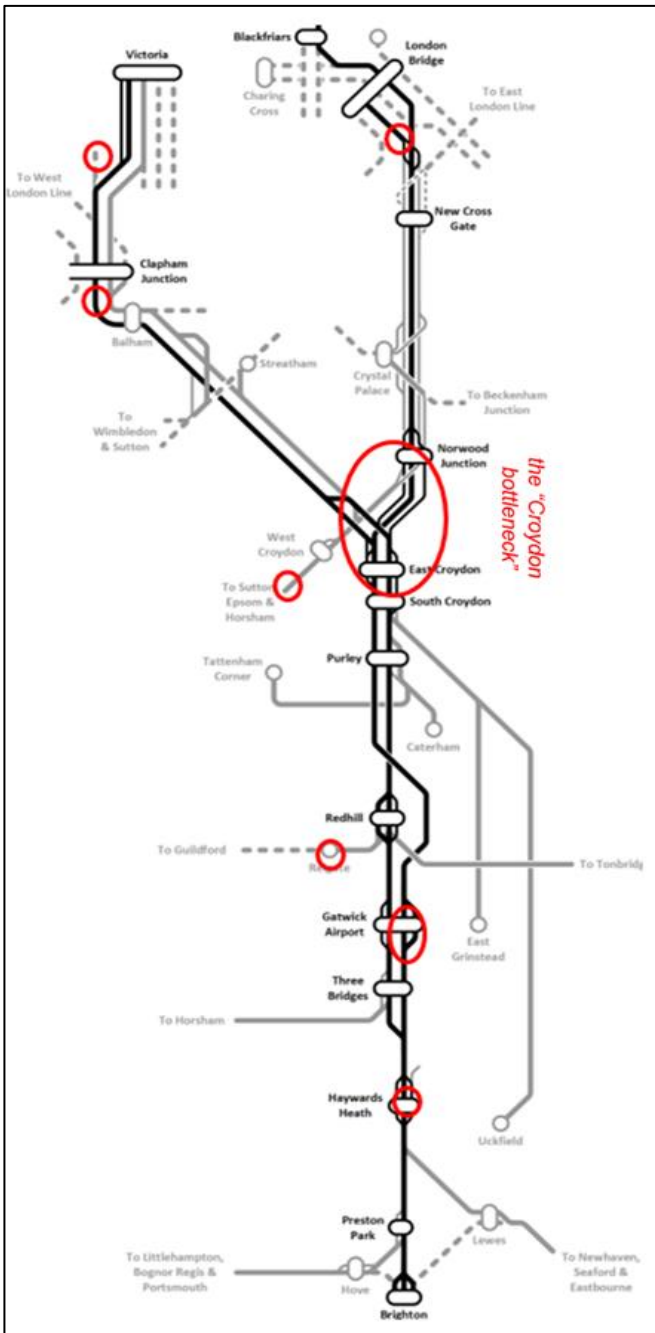 Blackfriars
London
Bridge
Victoria
Charing
Cross
To East
London Line
To West
London Line
New Cross
Gate
Clapham
Junction
Balham
Streatham
Crystal
Palace
To Beckenham
Junction
To
Wimbledon
& Sutton
Norwood
Junction
the "Croydon
bottleneck"
West
Croydon
East Croydon
To Sutton
Epsom &
Horsham
South Croydon
Purley
Tattenham
Corner
Caterham
Redhill
To Guildford
To Tonbridg
Gatwick
Airport
East
Grinstead
Three
Bridges
To Horsham
Haywards
Heath
Uckfield
Preston
Park
Lewes
To Littlehampton,
Bognor Regis &
Portsmouth
To Newhaven,
Seaford &
Eastbourne
Hove
Brighton